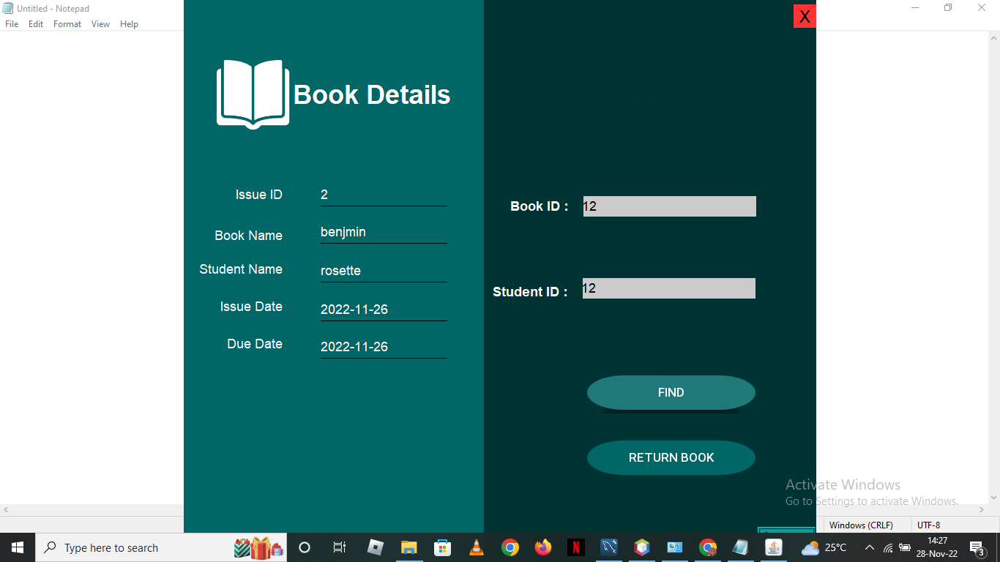 Untitled - Notepad
File Edit Format View Help
X
Book Details
Issue ID 2
Book Name benjmin
Student Name rosette
Issue Date 2022-11-26
Due Date 2022-11-26
Book ID : 12
Student ID : 12
FIND
RETURN BOOK
Activate Windows
Go to Settings to activate Windows.
Windows (CRLF) UTF-8
Type here to search
N
25°C
14:27
28-Nov-22
3